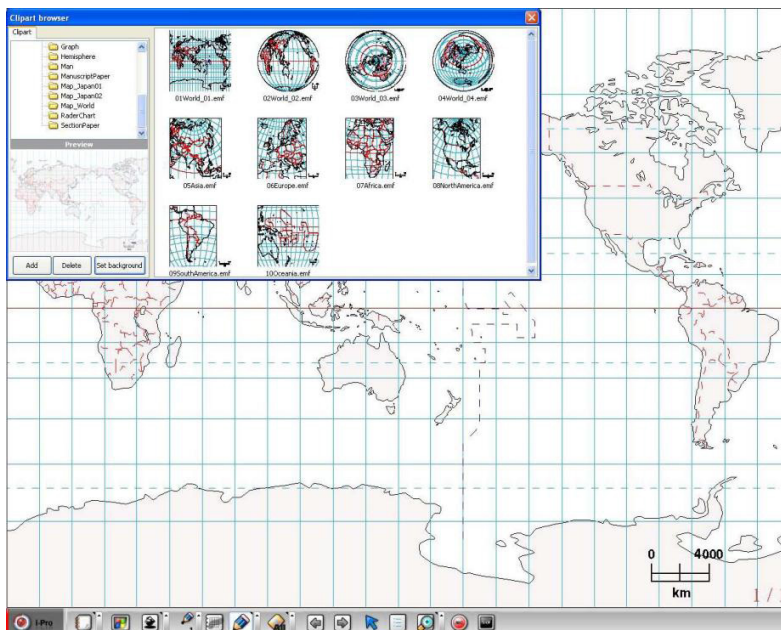 Clipart browser
Clipart
Graph
Hemisphere
Man
ManuscriptPaper
Map_Japan01
Map_Japan02
Map_World
RaderChart
SectionPaper
Preview
Add
Delete
Set background
01World_01.emf
02World_02.emf
03World_03.emf
04World_04.emf
05Asia.emf
06Europe.emf
07Africa.emf
08NorthAmerica.emf
09SouthAmerica.emf
10Oceania.emf
0 4000
km
1 /
I-Pro